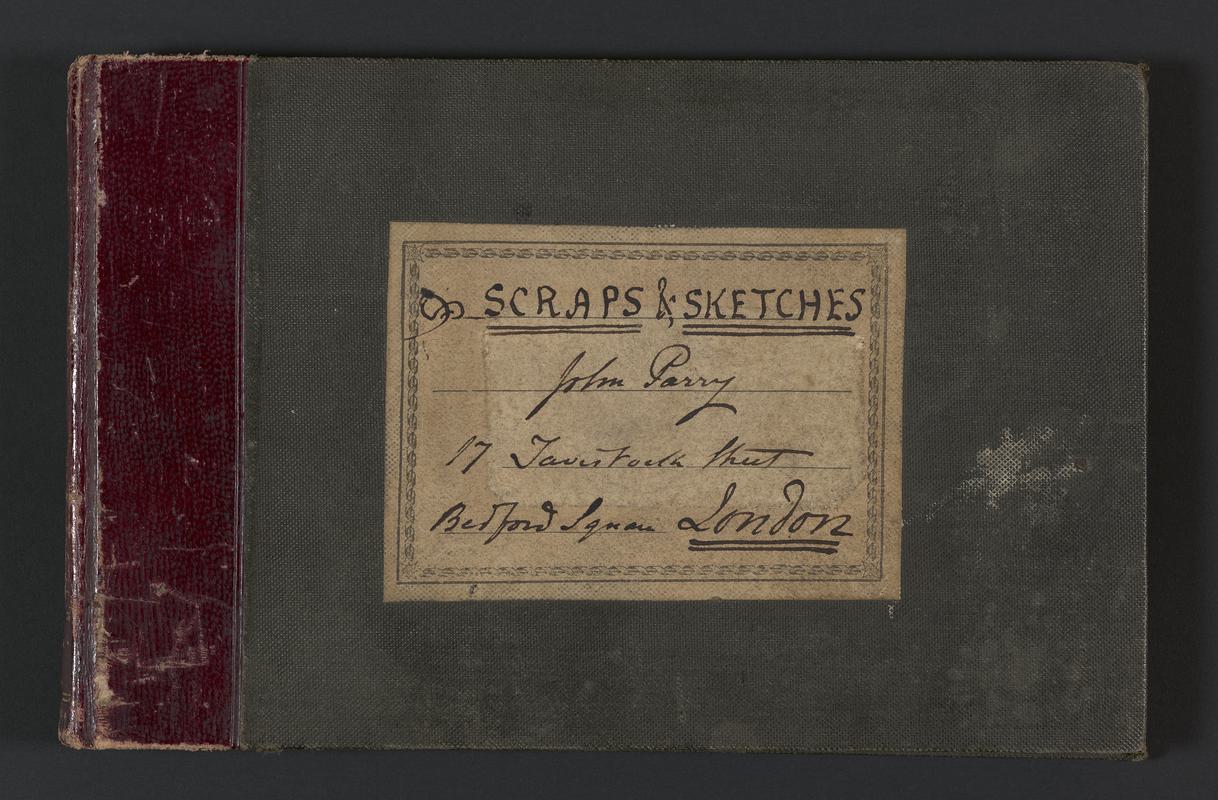 SCRAPS & SKETCHES
John Parry
17 Tavistock Street
Bedford Square London